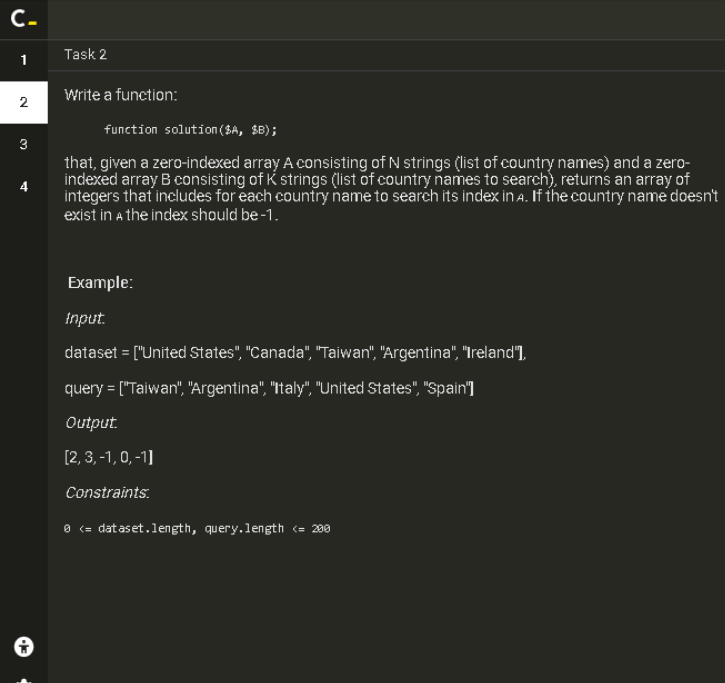 C_
1
Task 2
2
Write a function:
function solution($A, $B);
3
that, given a zero-indexed array A consisting of N strings (list of country names) and a zero-
indexed array B consisting of K strings (list of country names to search), returns an array of
4
integers that includes for each country name to search its index in A. If the country name doesn't
exist in A the index should be -1.
Example:
Input:
dataset = ["United States", "Canada", "Taiwan", "Argentina", "Ireland"],
query = ["Taiwan", "Argentina", "Italy", "United States", "Spain"]
Output:
[2, 3, -1, 0, -1]
Constraints:
0 <= dataset.length, query.length <= 200